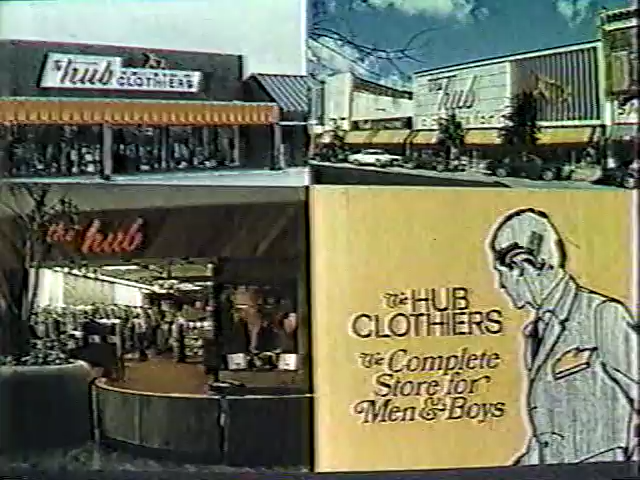 the hub
CLOTHIERS
the hub
the hub
The HUB
CLOTHIERS
The Complete
Store for
Men & Boys